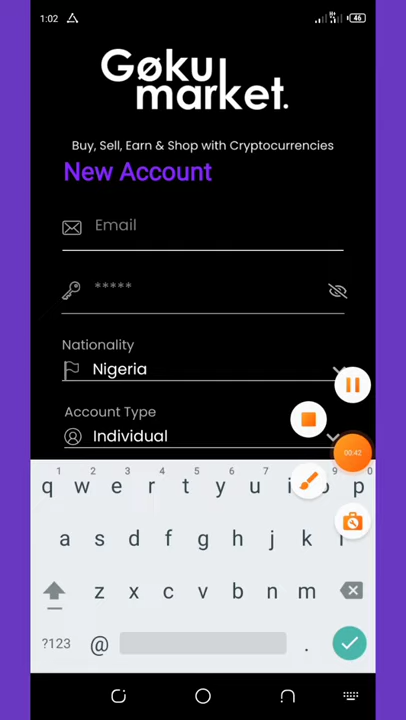 1:02
46
Gøku
market.
Buy, Sell, Earn & Shop with Cryptocurrencies
New Account
Email
*****
Nationality
Nigeria
Account Type
Individual
00:42
1 2 3 4 5 6 7 8 9 0
q w e r t y u i o p
a s d f g h j k l
z x c v b n m
?123 @ .